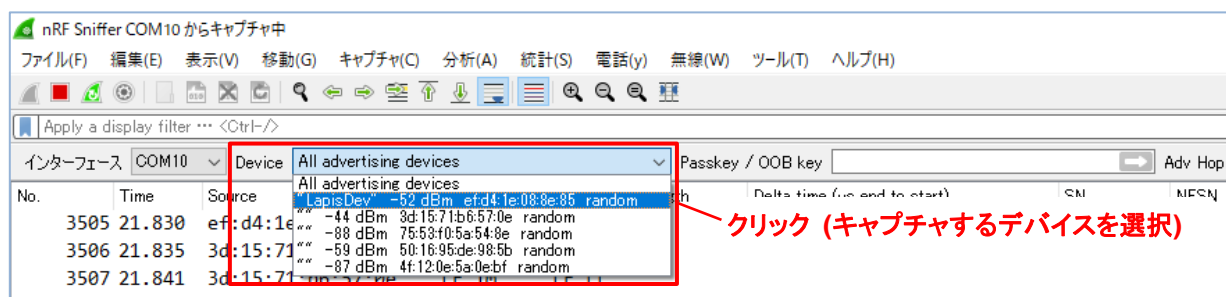 nRF Sniffer COM10 からキャプチャ中
ファイル(F) 編集(E) 表示(V) 移動(G) キャプチャ(C) 分析(A) 統計(S) 電話(y) 無線(W) ツール(T) ヘルプ(H)
Apply a display filter ··· <Ctrl-/>
インターフェース COM10 Device All advertising devices Passkey / OOB key Adv Hop
All advertising devices
No. Time Source Delta time (µs end to start) SN NESN
"LapisDev" -52 dBm ef:d4:1e:08:8e:85 random
3505 21.830 ef:d4:1e "" -44 dBm 3d:15:71:b6:57:0e random
クリック (キャプチャするデバイスを選択)
"" -88 dBm 75:53:f0:5a:54:8e random
3506 21.835 3d:15:71 "" -59 dBm 50:16:95:de:98:5b random
"" -87 dBm 4f:12:0e:5a:0e:bf random
3507 21.841 3d:15:71